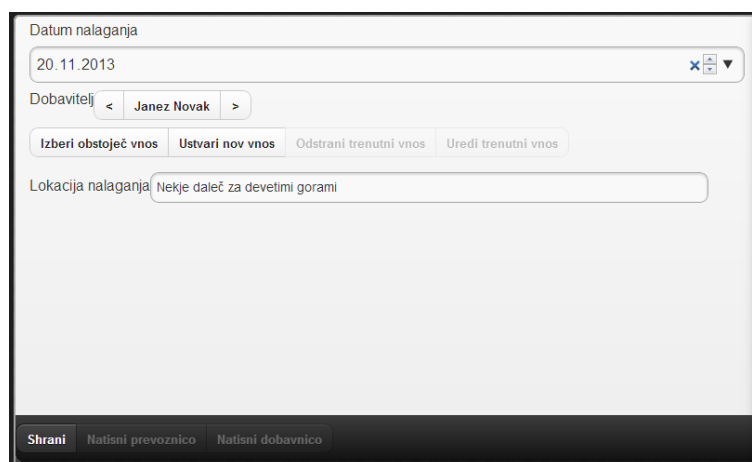 Datum nalaganja
20.11.2013
Dobavitelj < Janez Novak >
Izberi obstoječ vnos Ustvari nov vnos Odstrani trenutni vnos Uredi trenutni vnos
Lokacija nalaganja Nekje daleč za devetimi gorami
Shrani Natisni prevoznico Natisni dobavnico